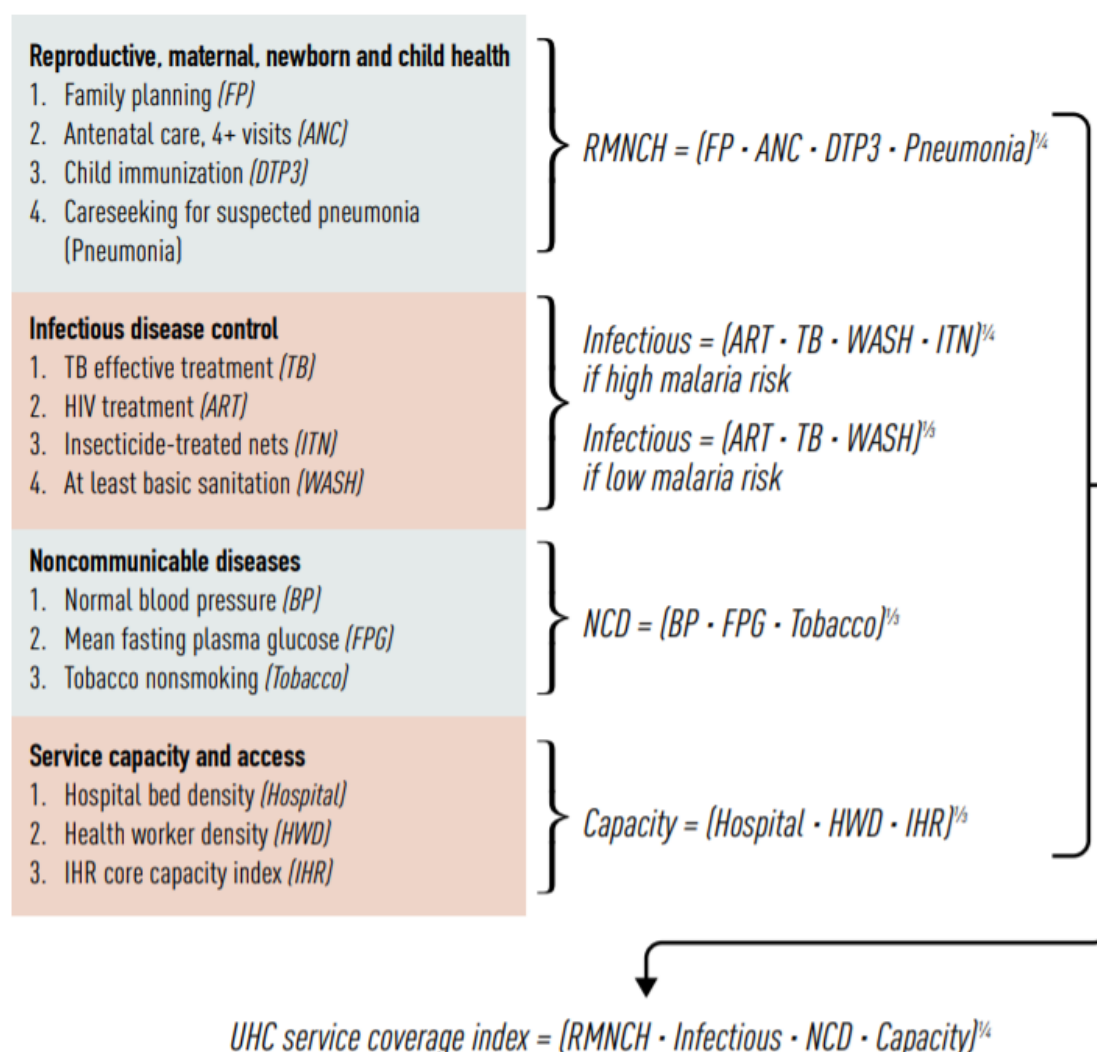 Reproductive, maternal, newborn and child health
1. Family planning (FP)
2. Antenatal care, 4+ visits (ANC)
3. Child immunization (DTP3)
4. Careseeking for suspected pneumonia
(Pneumonia)
RMNCH = (FP · ANC · DTP3 · Pneumonia)¼
Infectious disease control
1. TB effective treatment (TB)
2. HIV treatment (ART)
3. Insecticide-treated nets (ITN)
4. At least basic sanitation (WASH)
Infectious = (ART · TB · WASH · ITN)¼
if high malaria risk
Infectious = (ART · TB · WASH)⅓
if low malaria risk
Noncommunicable diseases
1. Normal blood pressure (BP)
2. Mean fasting plasma glucose (FPG)
3. Tobacco nonsmoking (Tobacco)
NCD = (BP · FPG · Tobacco)⅓
Service capacity and access
1. Hospital bed density (Hospital)
2. Health worker density (HWD)
3. IHR core capacity index (IHR)
Capacity = (Hospital · HWD · IHR)⅓
UHC service coverage index = (RMNCH · Infectious · NCD · Capacity)¼